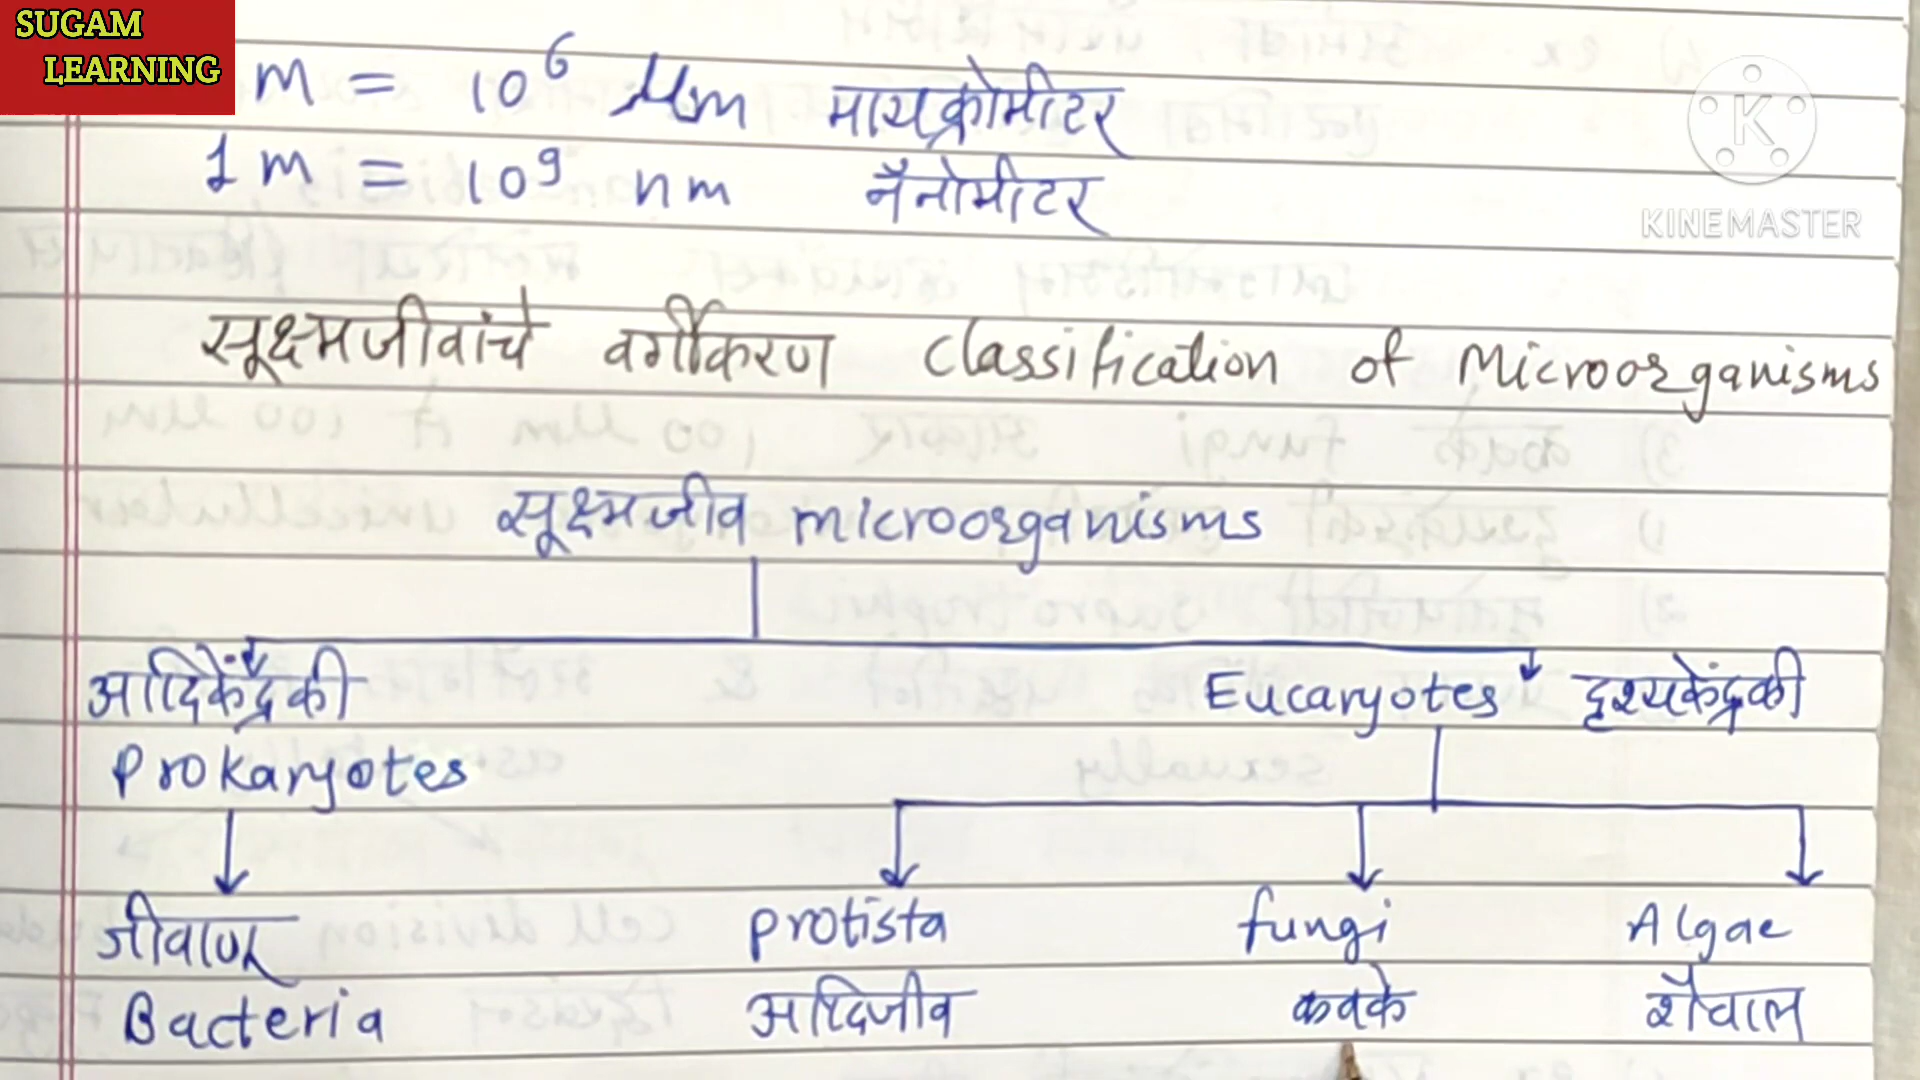 SUGAM
LEARNING
m = 10⁶ μm मायक्रोमीटर
1 m = 10⁹ nm नॅनोमीटर
KINEMASTER
सूक्ष्मजीवांचे वर्गीकरण Classification of Microorganisms
सूक्ष्मजीव microorganisms
आदिकेंद्रकी Eucaryotes दृश्यकेंद्रकी
Prokaryotes
जीवाणू protista fungi Algae
Bacteria आदिजीव कवके शैवाल